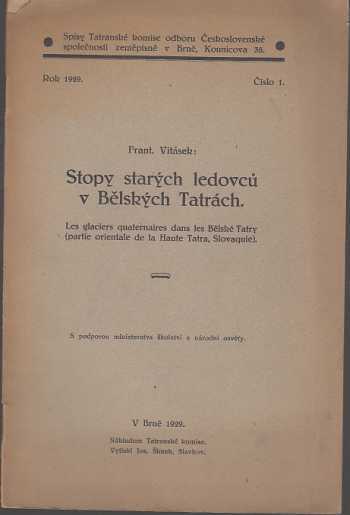 Spisy Tatranské komise odboru Československé
společnosti zeměpisné v Brně, Kounicova 38.
Rok 1929.
Číslo 1.
Frant. Vitásek:
Stopy starých ledovců
v Bělských Tatrách.
Les glaciers quaternaires dans les Bělské Tatry
(partie orientale de la Haute Tatra, Slovaquie).
S podporou ministerstva školství a národní osvěty.
V Brně 1929.
Nákladem Tatranské komise.
Vytiskl Jos. Škarek, Slavkov.